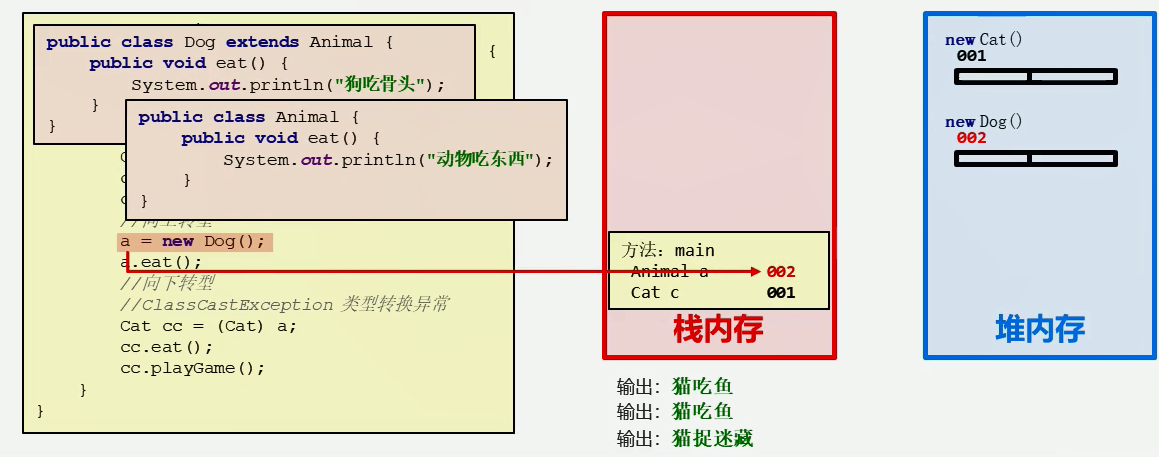 public class Dog extends Animal {
public void eat() {
System.out.println("狗吃骨头");
}
}
{
public class Animal {
public void eat() {
System.out.println("动物吃东西");
}
}
//向上转型
a = new Dog();
a.eat();
//向下转型
//ClassCastException 类型转换异常
Cat cc = (Cat) a;
cc.eat();
cc.playGame();
}
}
方法: main
Animal a 002
Cat c 001
栈内存
输出: 猫吃鱼
输出: 猫吃鱼
输出: 猫捉迷藏
new Cat()
001
new Dog()
002
堆内存